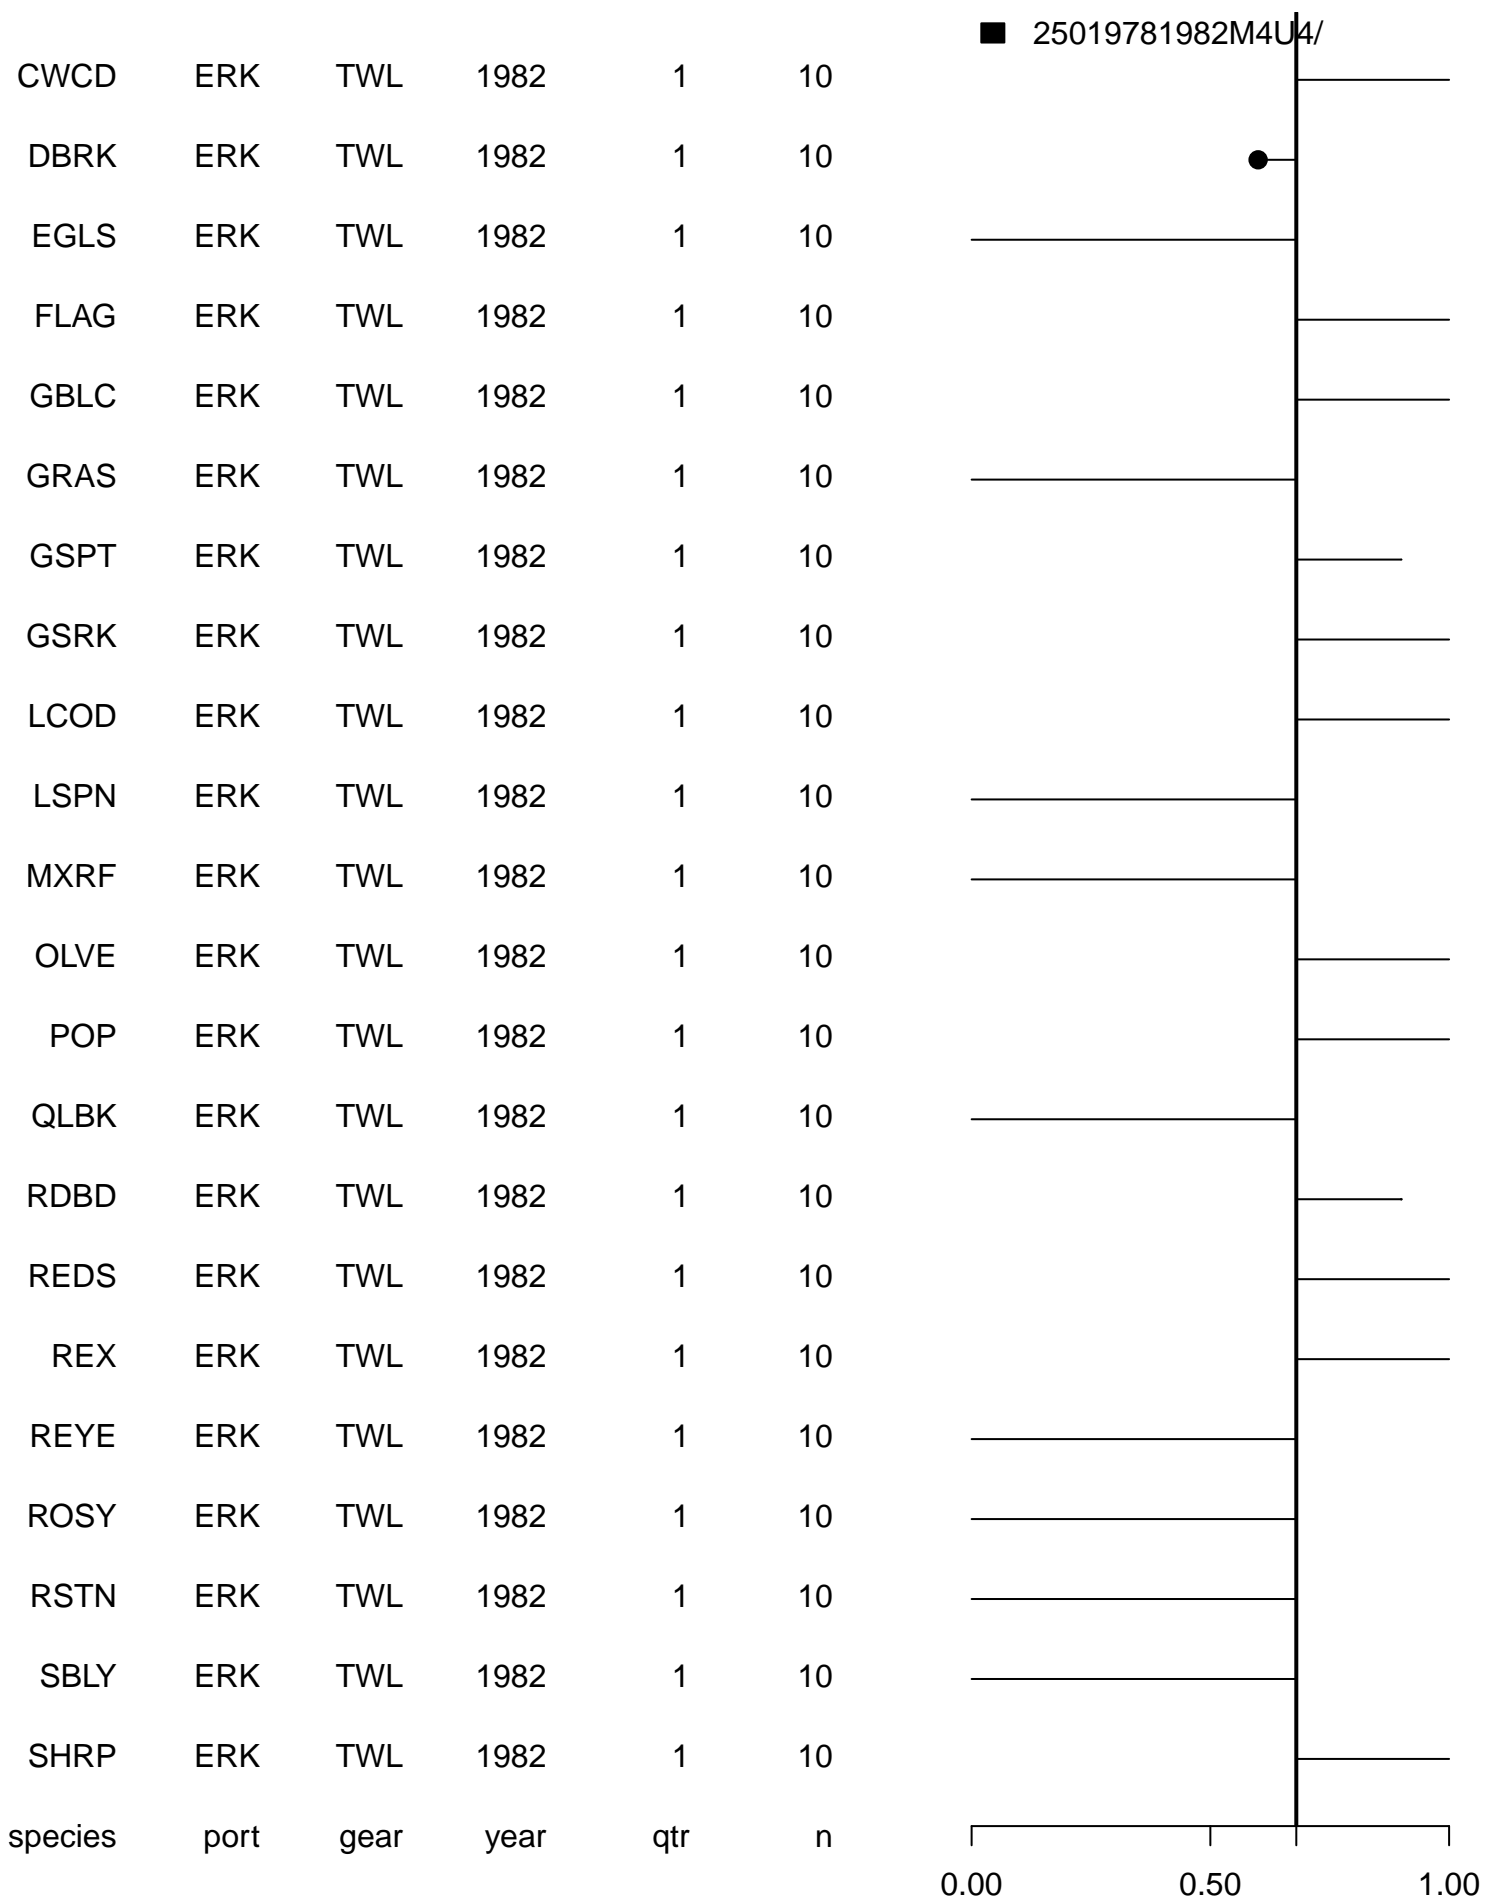 25019781982M4U4/
CWCD ERK TWL 1982 1 10
DBRK ERK TWL 1982 1 10
EGLS ERK TWL 1982 1 10
FLAG ERK TWL 1982 1 10
GBLC ERK TWL 1982 1 10
GRAS ERK TWL 1982 1 10
GSPT ERK TWL 1982 1 10
GSRK ERK TWL 1982 1 10
LCOD ERK TWL 1982 1 10
LSPN ERK TWL 1982 1 10
MXRF ERK TWL 1982 1 10
OLVE ERK TWL 1982 1 10
POP ERK TWL 1982 1 10
QLBK ERK TWL 1982 1 10
RDBD ERK TWL 1982 1 10
REDS ERK TWL 1982 1 10
REX ERK TWL 1982 1 10
REYE ERK TWL 1982 1 10
ROSY ERK TWL 1982 1 10
RSTN ERK TWL 1982 1 10
SBLY ERK TWL 1982 1 10
SHRP ERK TWL 1982 1 10
species port gear year qtr n
0.00 0.50 1.00